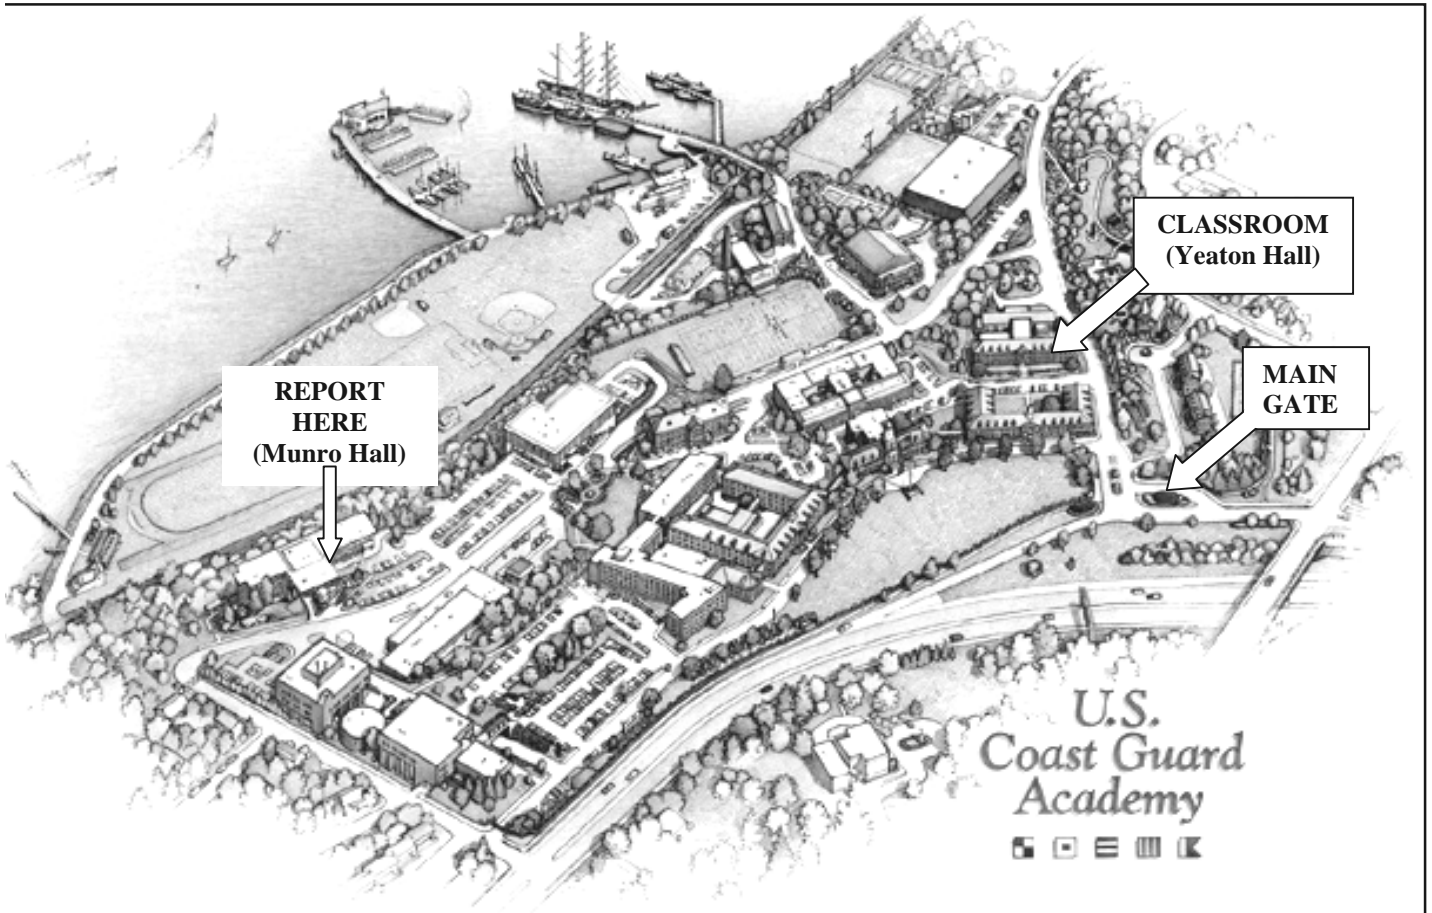 CLASSROOM
(Yeaton Hall)
MAIN
GATE
REPORT
HERE
(Munro Hall)
U.S.
Coast Guard
Academy